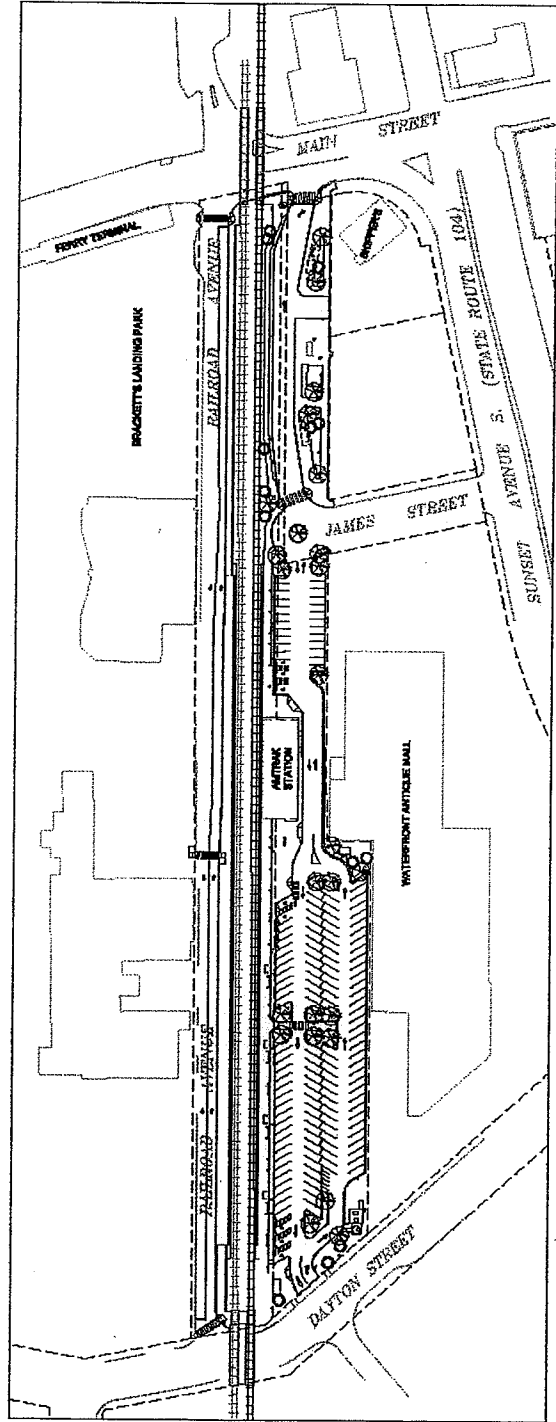 MAIN STREET
FERRY TERMINAL
BRACKETT'S LANDING PARK
RAILROAD AVENUE
SUNSET AVENUE S. (STATE ROUTE 104)
JAMES STREET
AMTRAK
STATION
WATERFRONT ANTIQUE MALL
RAILROAD AVENUE
DAYTON STREET